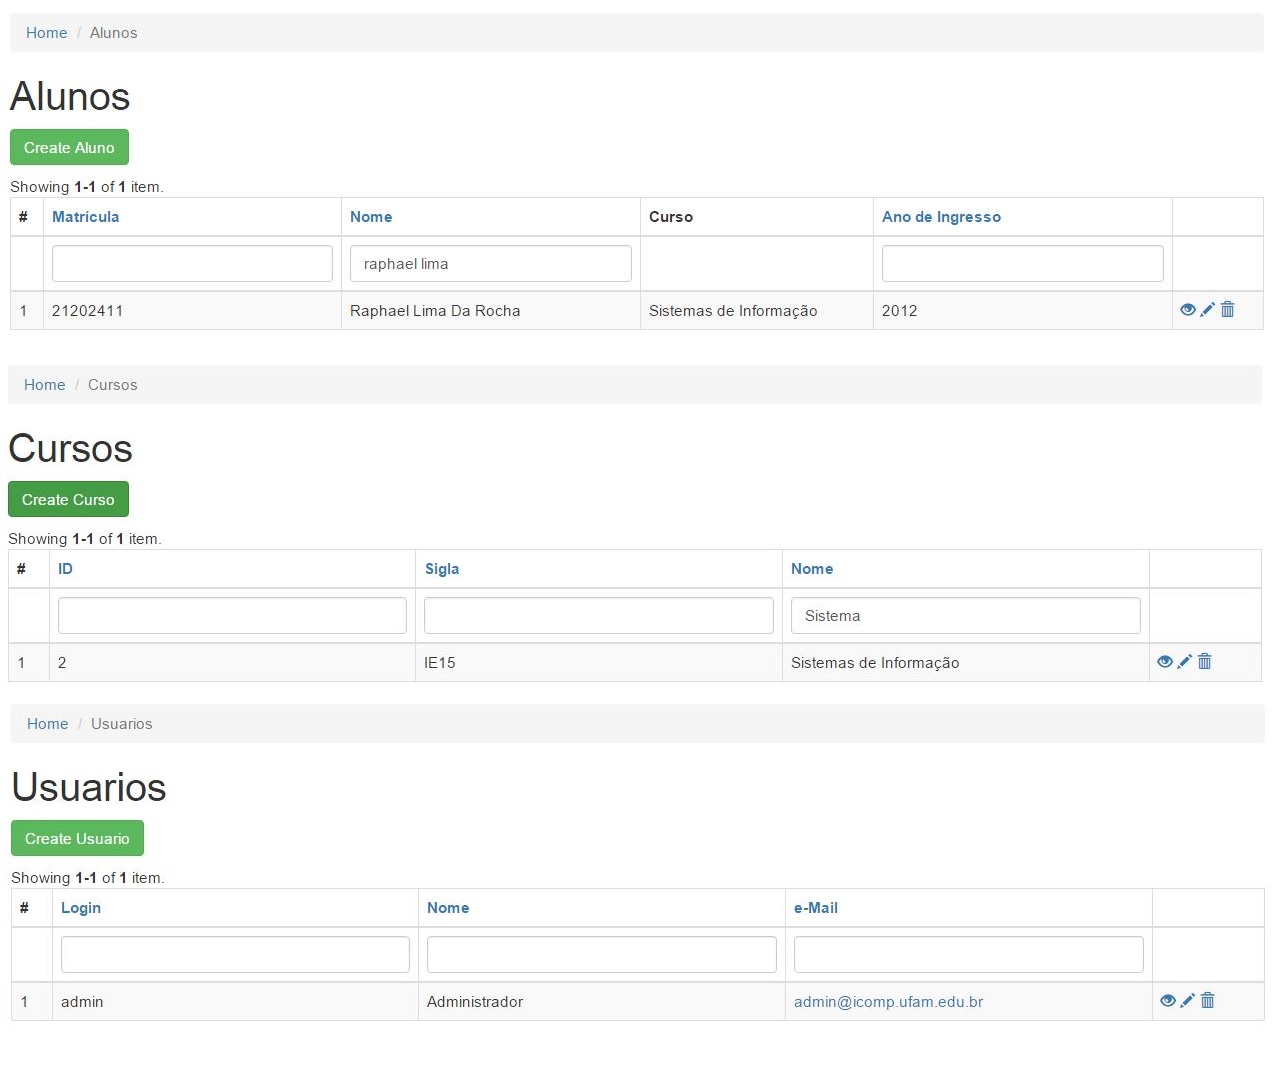 Home / Alunos
Alunos
Create Aluno
Showing 1-1 of 1 item.
# Matrícula Nome Curso Ano de Ingresso
raphael lima
1 21202411 Raphael Lima Da Rocha Sistemas de Informação 2012
Home / Cursos
Cursos
Create Curso
Showing 1-1 of 1 item.
# ID Sigla Nome
Sistema
1 2 IE15 Sistemas de Informação
Home / Usuarios
Usuarios
Create Usuario
Showing 1-1 of 1 item.
# Login Nome e-Mail
1 admin Administrador admin@icomp.ufam.edu.br